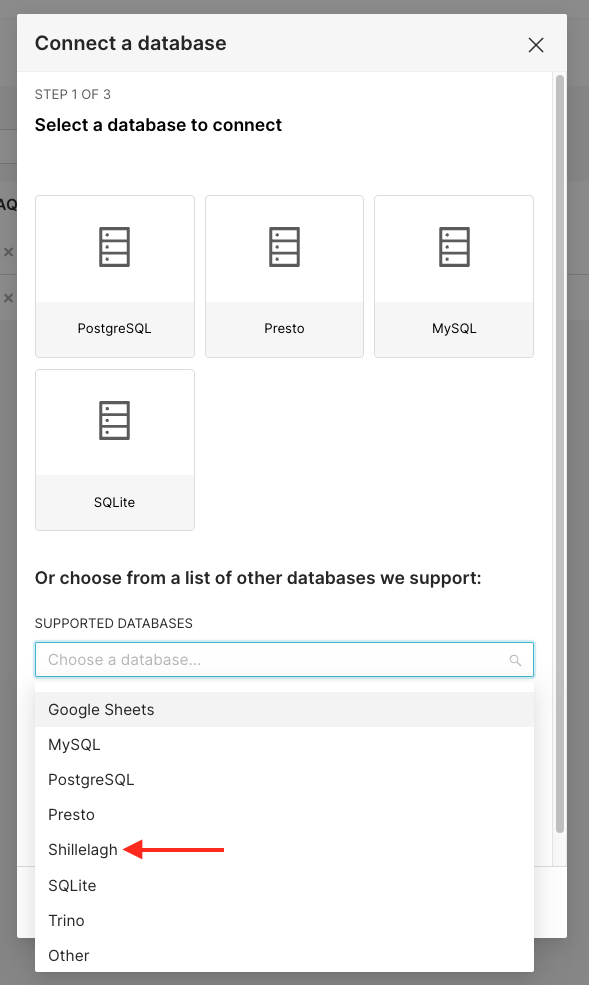 Connect a database
STEP 1 OF 3
Select a database to connect
AQ
PostgreSQL
Presto
MySQL
SQLite
Or choose from a list of other databases we support:
SUPPORTED DATABASES
Choose a database...
Google Sheets
MySQL
PostgreSQL
Presto
Shillelagh
SQLite
Trino
Other